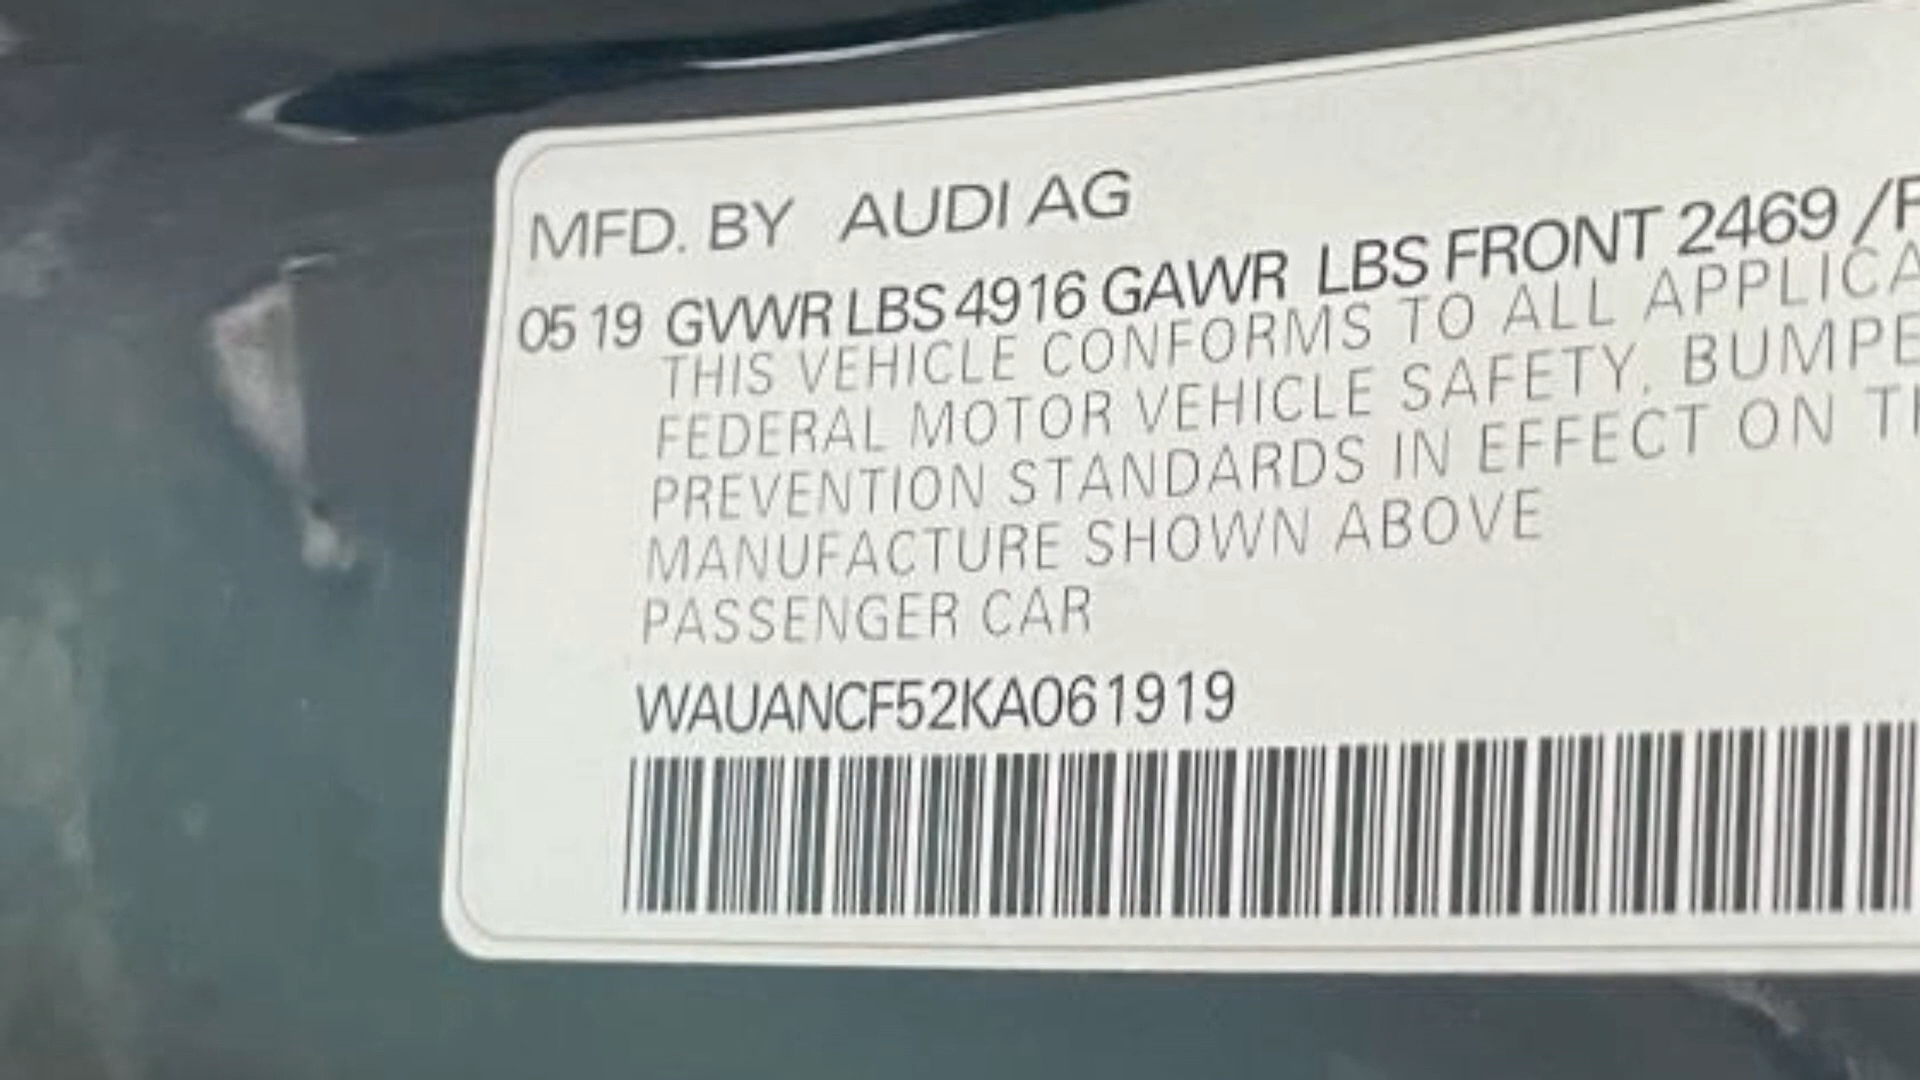 MFD. BY AUDI AG
05 19 GVWR LBS 4916 GAWR LBS FRONT 2469 /
THIS VEHICLE CONFORMS TO ALL
FEDERAL MOTOR VEHICLE SAFETY,
PREVENTION STANDARDS IN EFFECT ON
MANUFACTURE SHOWN ABOVE
PASSENGER CAR
WAUANCF52KA061919